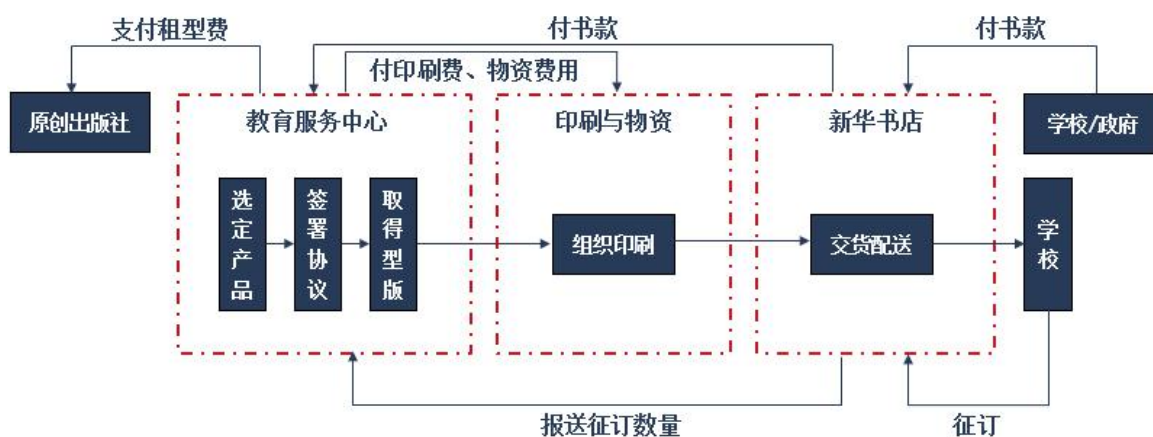 支付租型费
付书款
付书款
付印刷费、物资费用
原创出版社
教育服务中心
印刷与物资
新华书店
学校/政府
选定产品
签署协议
取得型版
组织印刷
交货配送
学校
报送征订数量
征订